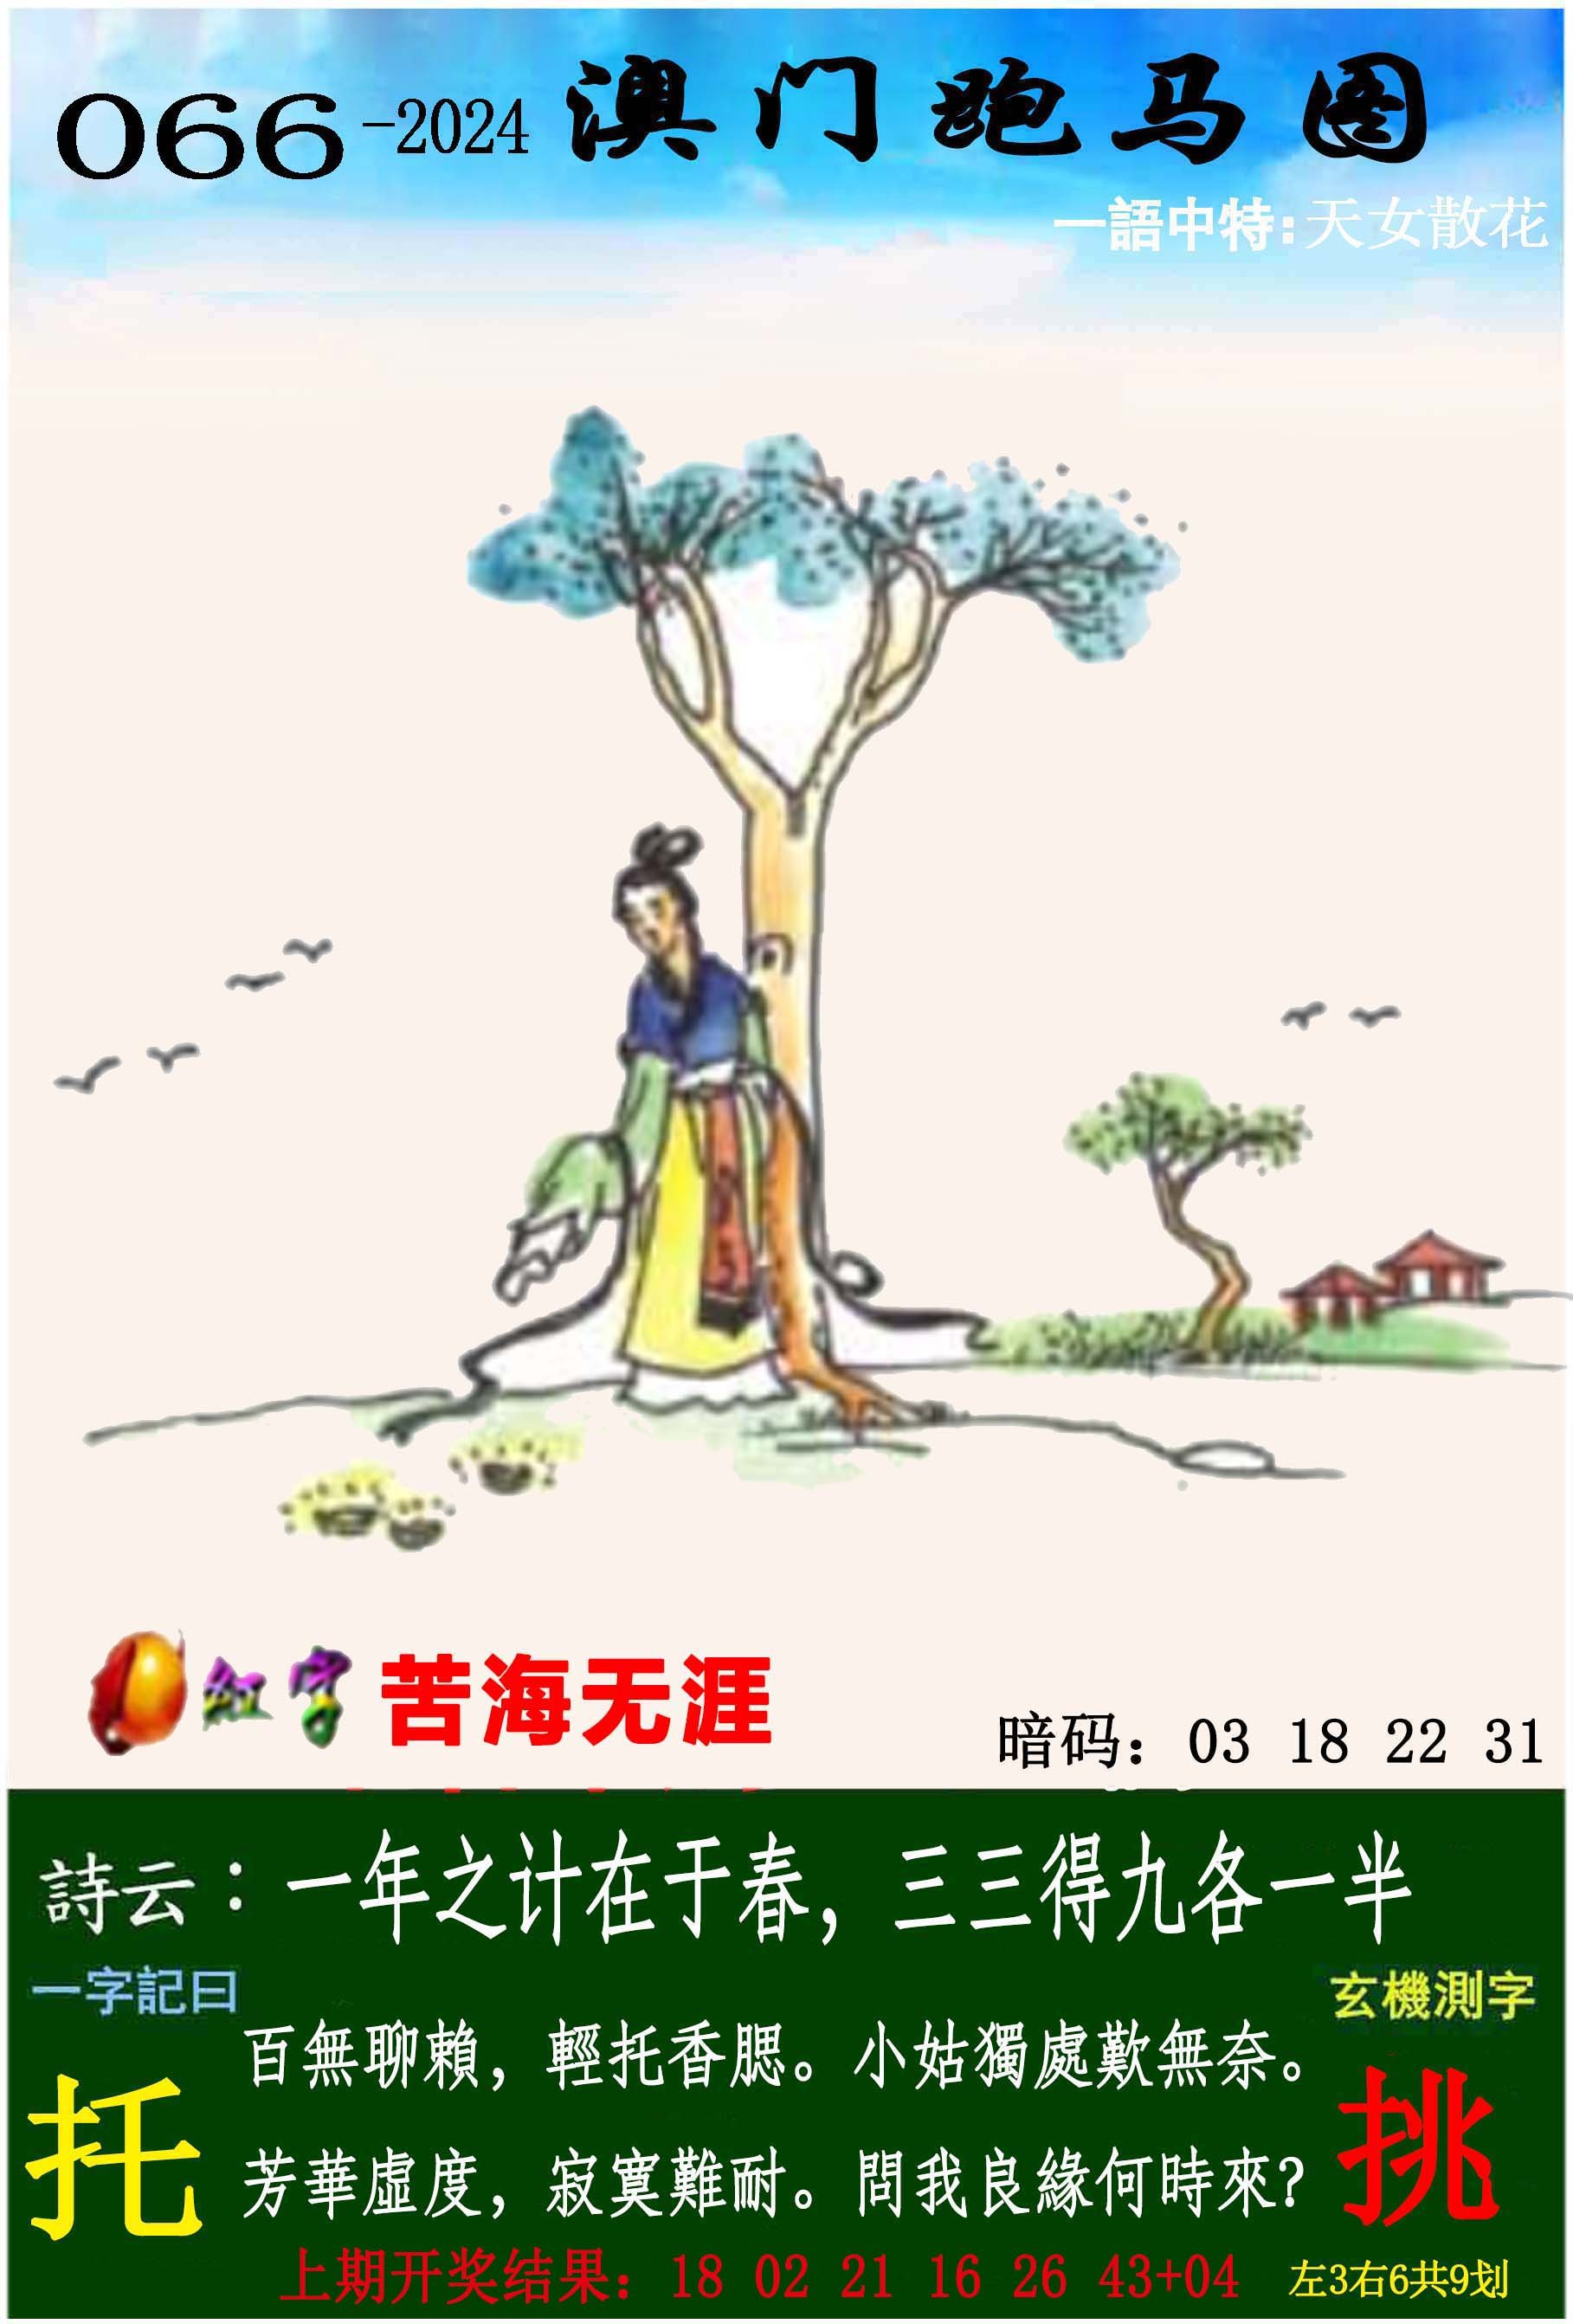 066-2024 澳门跑马图
一語中特:天女散花
红字 苦海无涯
暗码：03 18 22 31
詩云：一年之计在于春，三三得九各一半
一字記曰
玄機測字
百無聊賴，輕托香腮。小姑獨處歎無奈。
托
挑
芳華虛度，寂寞難耐。問我良緣何時來?
上期开奖结果：18 02 21 16 26 43+04
左3右6共9划